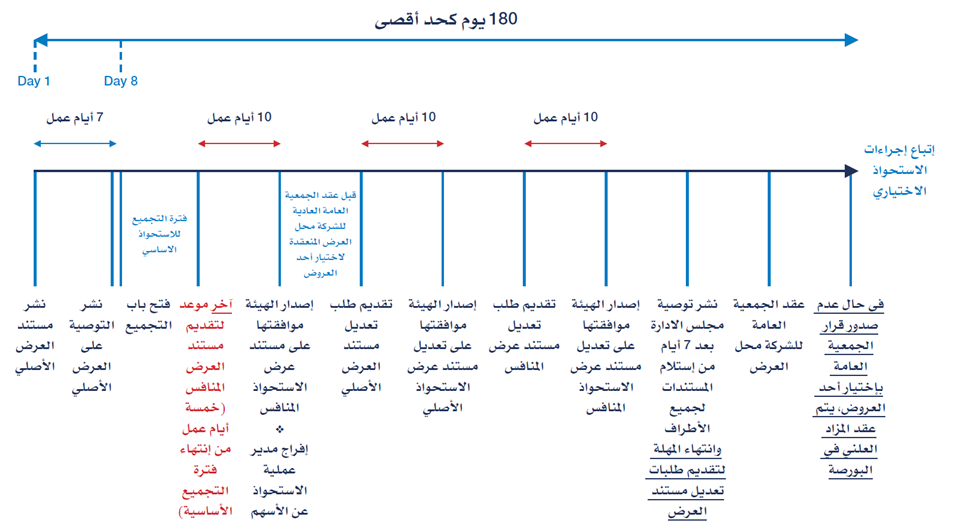 180 يوم كحد أقصى
Day 1
Day 8
7 أيام عمل
10 أيام عمل
10 أيام عمل
10 أيام عمل
إتباع إجراءات
الاستحواذ
الاختياري
فترة التجميع
للاستحواذ
الاساسي
قبل عقد الجمعية
العامة العادية
للشركة محل
العرض المنعقدة
لاختيار أحد
العروض
نشر
مستند
العرض
الأصلي
نشر
التوصية
على
العرض
الأصلي
فتح باب
التجميع
آخر موعد
لتقديم
مستند
العرض
المنافس
(خمسة
أيام عمل
من إنتهاء
فترة
التجميع
الأساسية)
إصدار الهيئة
موافقتها
على مستند
عرض
الاستحواذ
المنافس
❖
إفراج مدير
عملية
الاستحواذ
عن الأسهم
تقديم طلب
تعديل
مستند
العرض
الأصلي
إصدار الهيئة
موافقتها
على تعديل
مستند عرض
الاستحواذ
الأصلي
تقديم طلب
تعديل
مستند عرض
المنافس
إصدار الهيئة
موافقتها
على تعديل
مستند عرض
الاستحواذ
المنافس
نشر توصية
مجلس الادارة
بعد 7 أيام
من إستلام
المستندات
لجميع
الأطراف
وانتهاء المهلة
لتقديم طلبات
تعديل مستند
العرض
عقد الجمعية
العامة
للشركة محل
العرض
في حال عدم
صدور قرار
الجمعية
العامة
بإختيار أحد
العروض، يتم
عقد المزاد
العلني في
البورصة